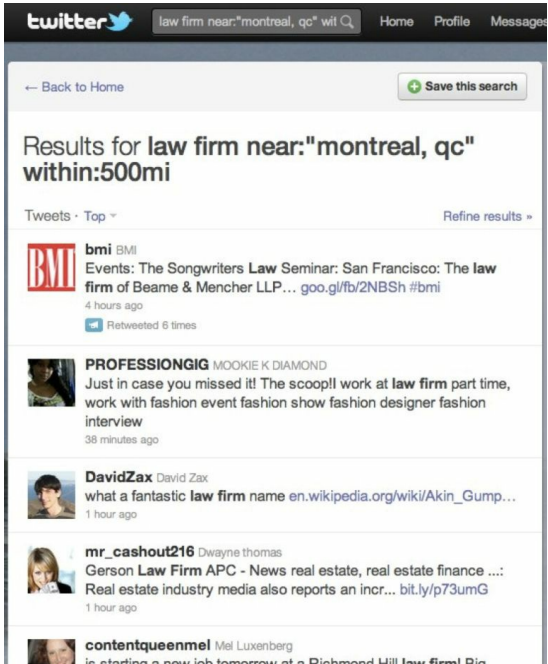 twitter
law firm near:"montreal, qc" wit
Home Profile Messages
← Back to Home
Save this search
Results for law firm near:"montreal, qc"
within:500mi
Tweets · Top
Refine results »
BMI
bmi BMI
Events: The Songwriters Law Seminar: San Francisco: The law
firm of Beame & Mencher LLP… goo.gl/fb/2NBSh #bmi
4 hours ago
Retweeted 6 times
PROFESSIONGIG MOOKIE K DIAMOND
Just in case you missed it! The scoop!I work at law firm part time,
work with fashion event fashion show fashion designer fashion
interview
38 minutes ago
DavidZax David Zax
what a fantastic law firm name en.wikipedia.org/wiki/Akin_Gump…
1 hour ago
mr_cashout216 Dwayne thomas
Gerson Law Firm APC - News real estate, real estate finance ...:
Real estate industry media also reports an incr... bit.ly/p73umG
1 hour ago
contentqueenmel Mel Luxenberg
is starting a new job tomorrow at a Richmond Hill law firm! Big